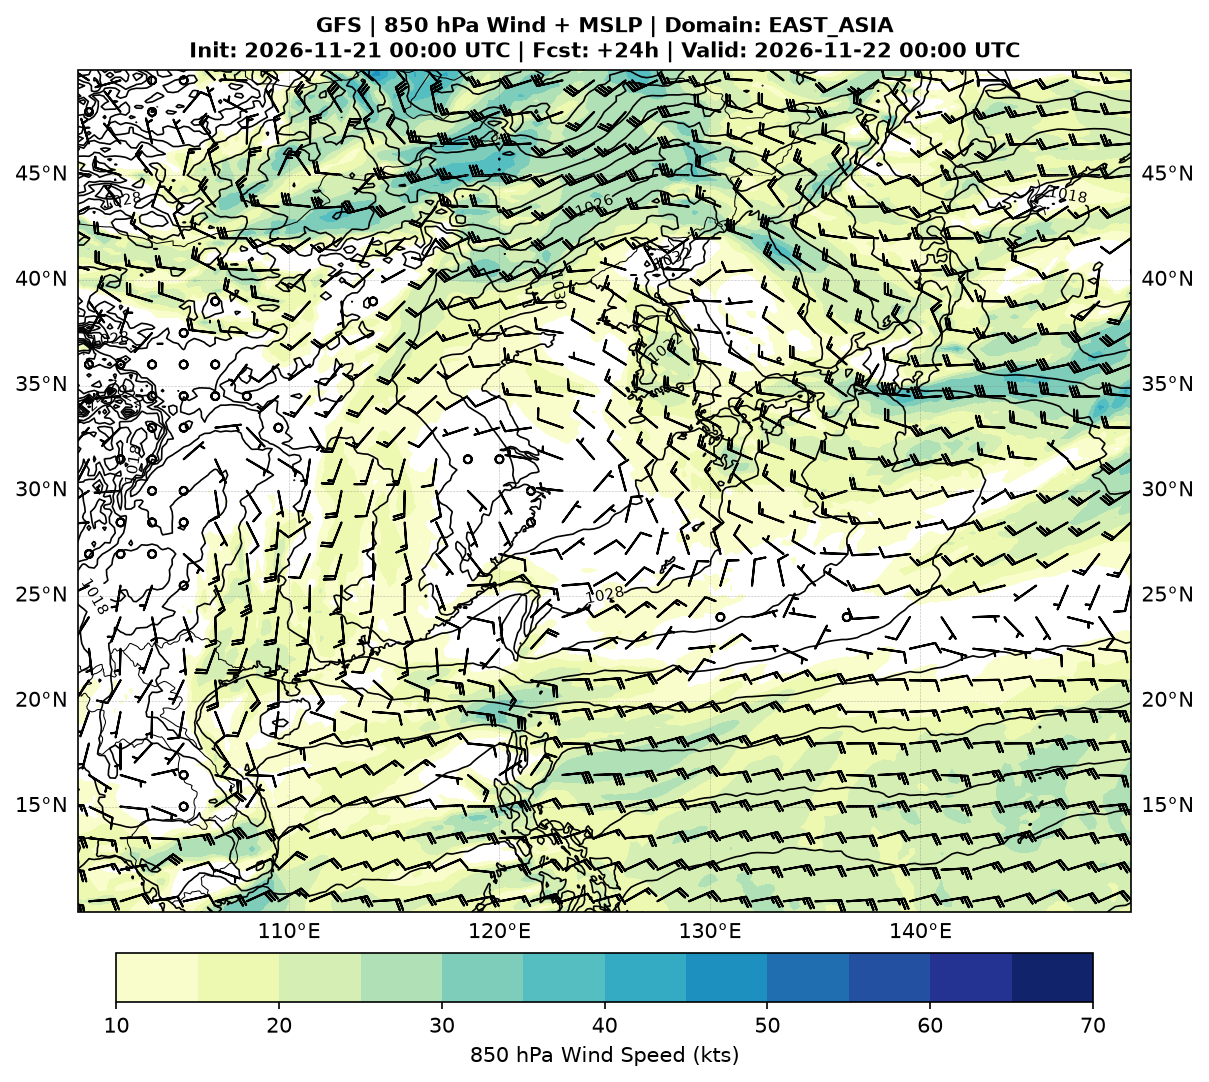 GFS | 850 hPa Wind + MSLP | Domain: EAST_ASIA
Init: 2026-11-21 00:00 UTC | Fcst: +24h | Valid: 2026-11-22 00:00 UTC
45°N
45°N
1028
1026
1018
40°N
40°N
35°N
35°N
30°N
30°N
1018
1028
25°N
25°N
20°N
20°N
15°N
15°N
110°E
120°E
130°E
140°E
10
20
30
40
50
60
70
850 hPa Wind Speed (kts)